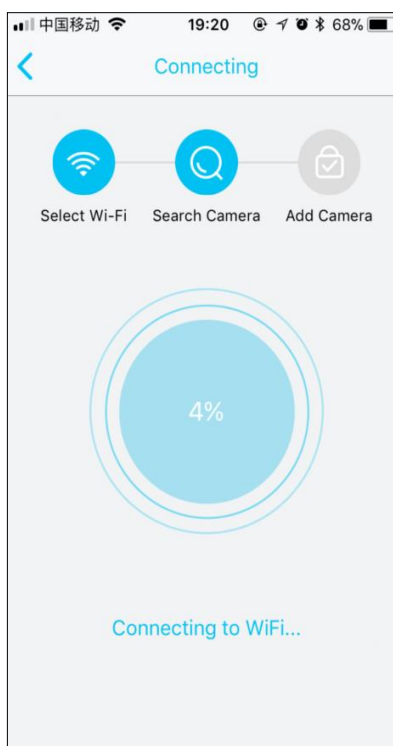 中国移动 19:20 68%
Connecting
Select Wi-Fi Search Camera Add Camera
4%
Connecting to WiFi...